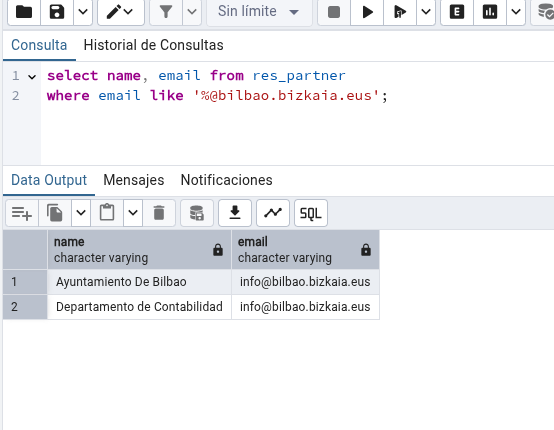 Sin límite
E
Consulta Historial de Consultas
1 select name, email from res_partner
2 where email like '%@bilbao.bizkaia.eus';
Data Output Mensajes Notificaciones
SQL
name email
character varying character varying
1 Ayuntamiento De Bilbao info@bilbao.bizkaia.eus
2 Departamento de Contabilidad info@bilbao.bizkaia.eus